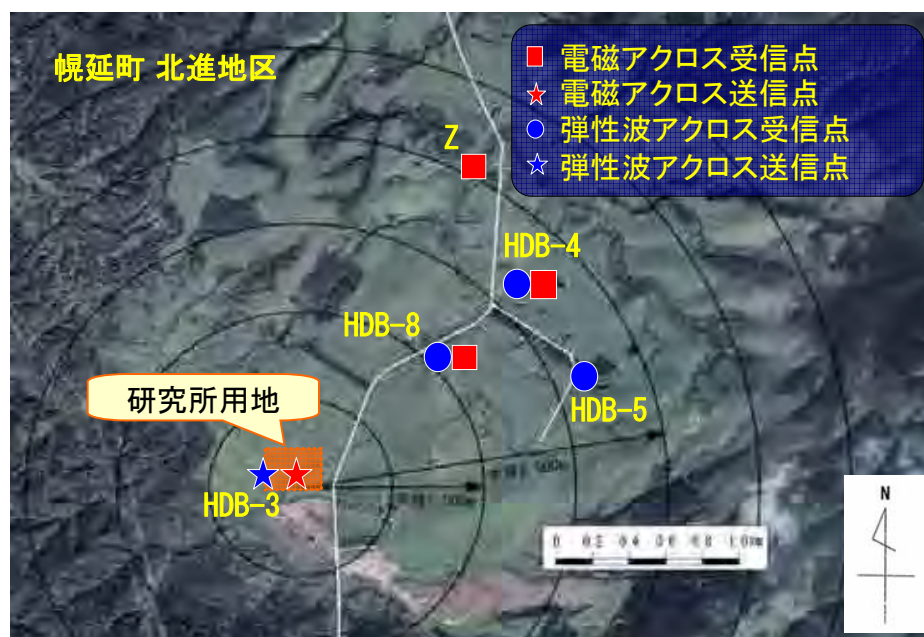 幌延町 北進地区
電磁アクロス受信点
電磁アクロス送信点
弾性波アクロス受信点
弾性波アクロス送信点
Z
HDB-4
HDB-8
HDB-5
研究所用地
HDB-3
N